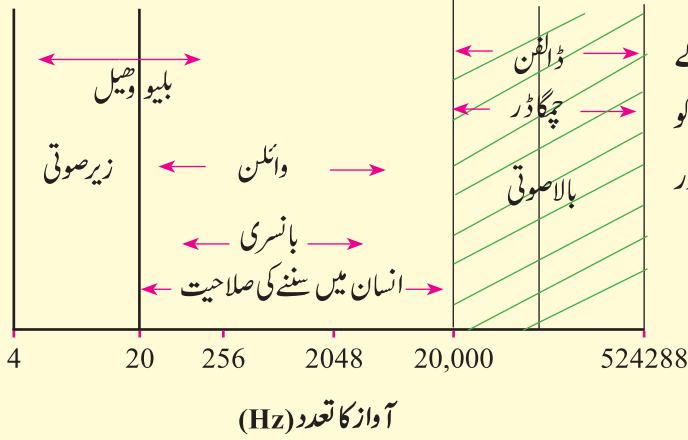 ڈالفن
بلیو وھیل
چمگاڈر
زیر صوتی
وائلن
بالا صوتی
بانسری
انسان میں سننے کی صلاحیت
4 20 256 2048 20,000 524288
آواز کا تعدد (Hz)